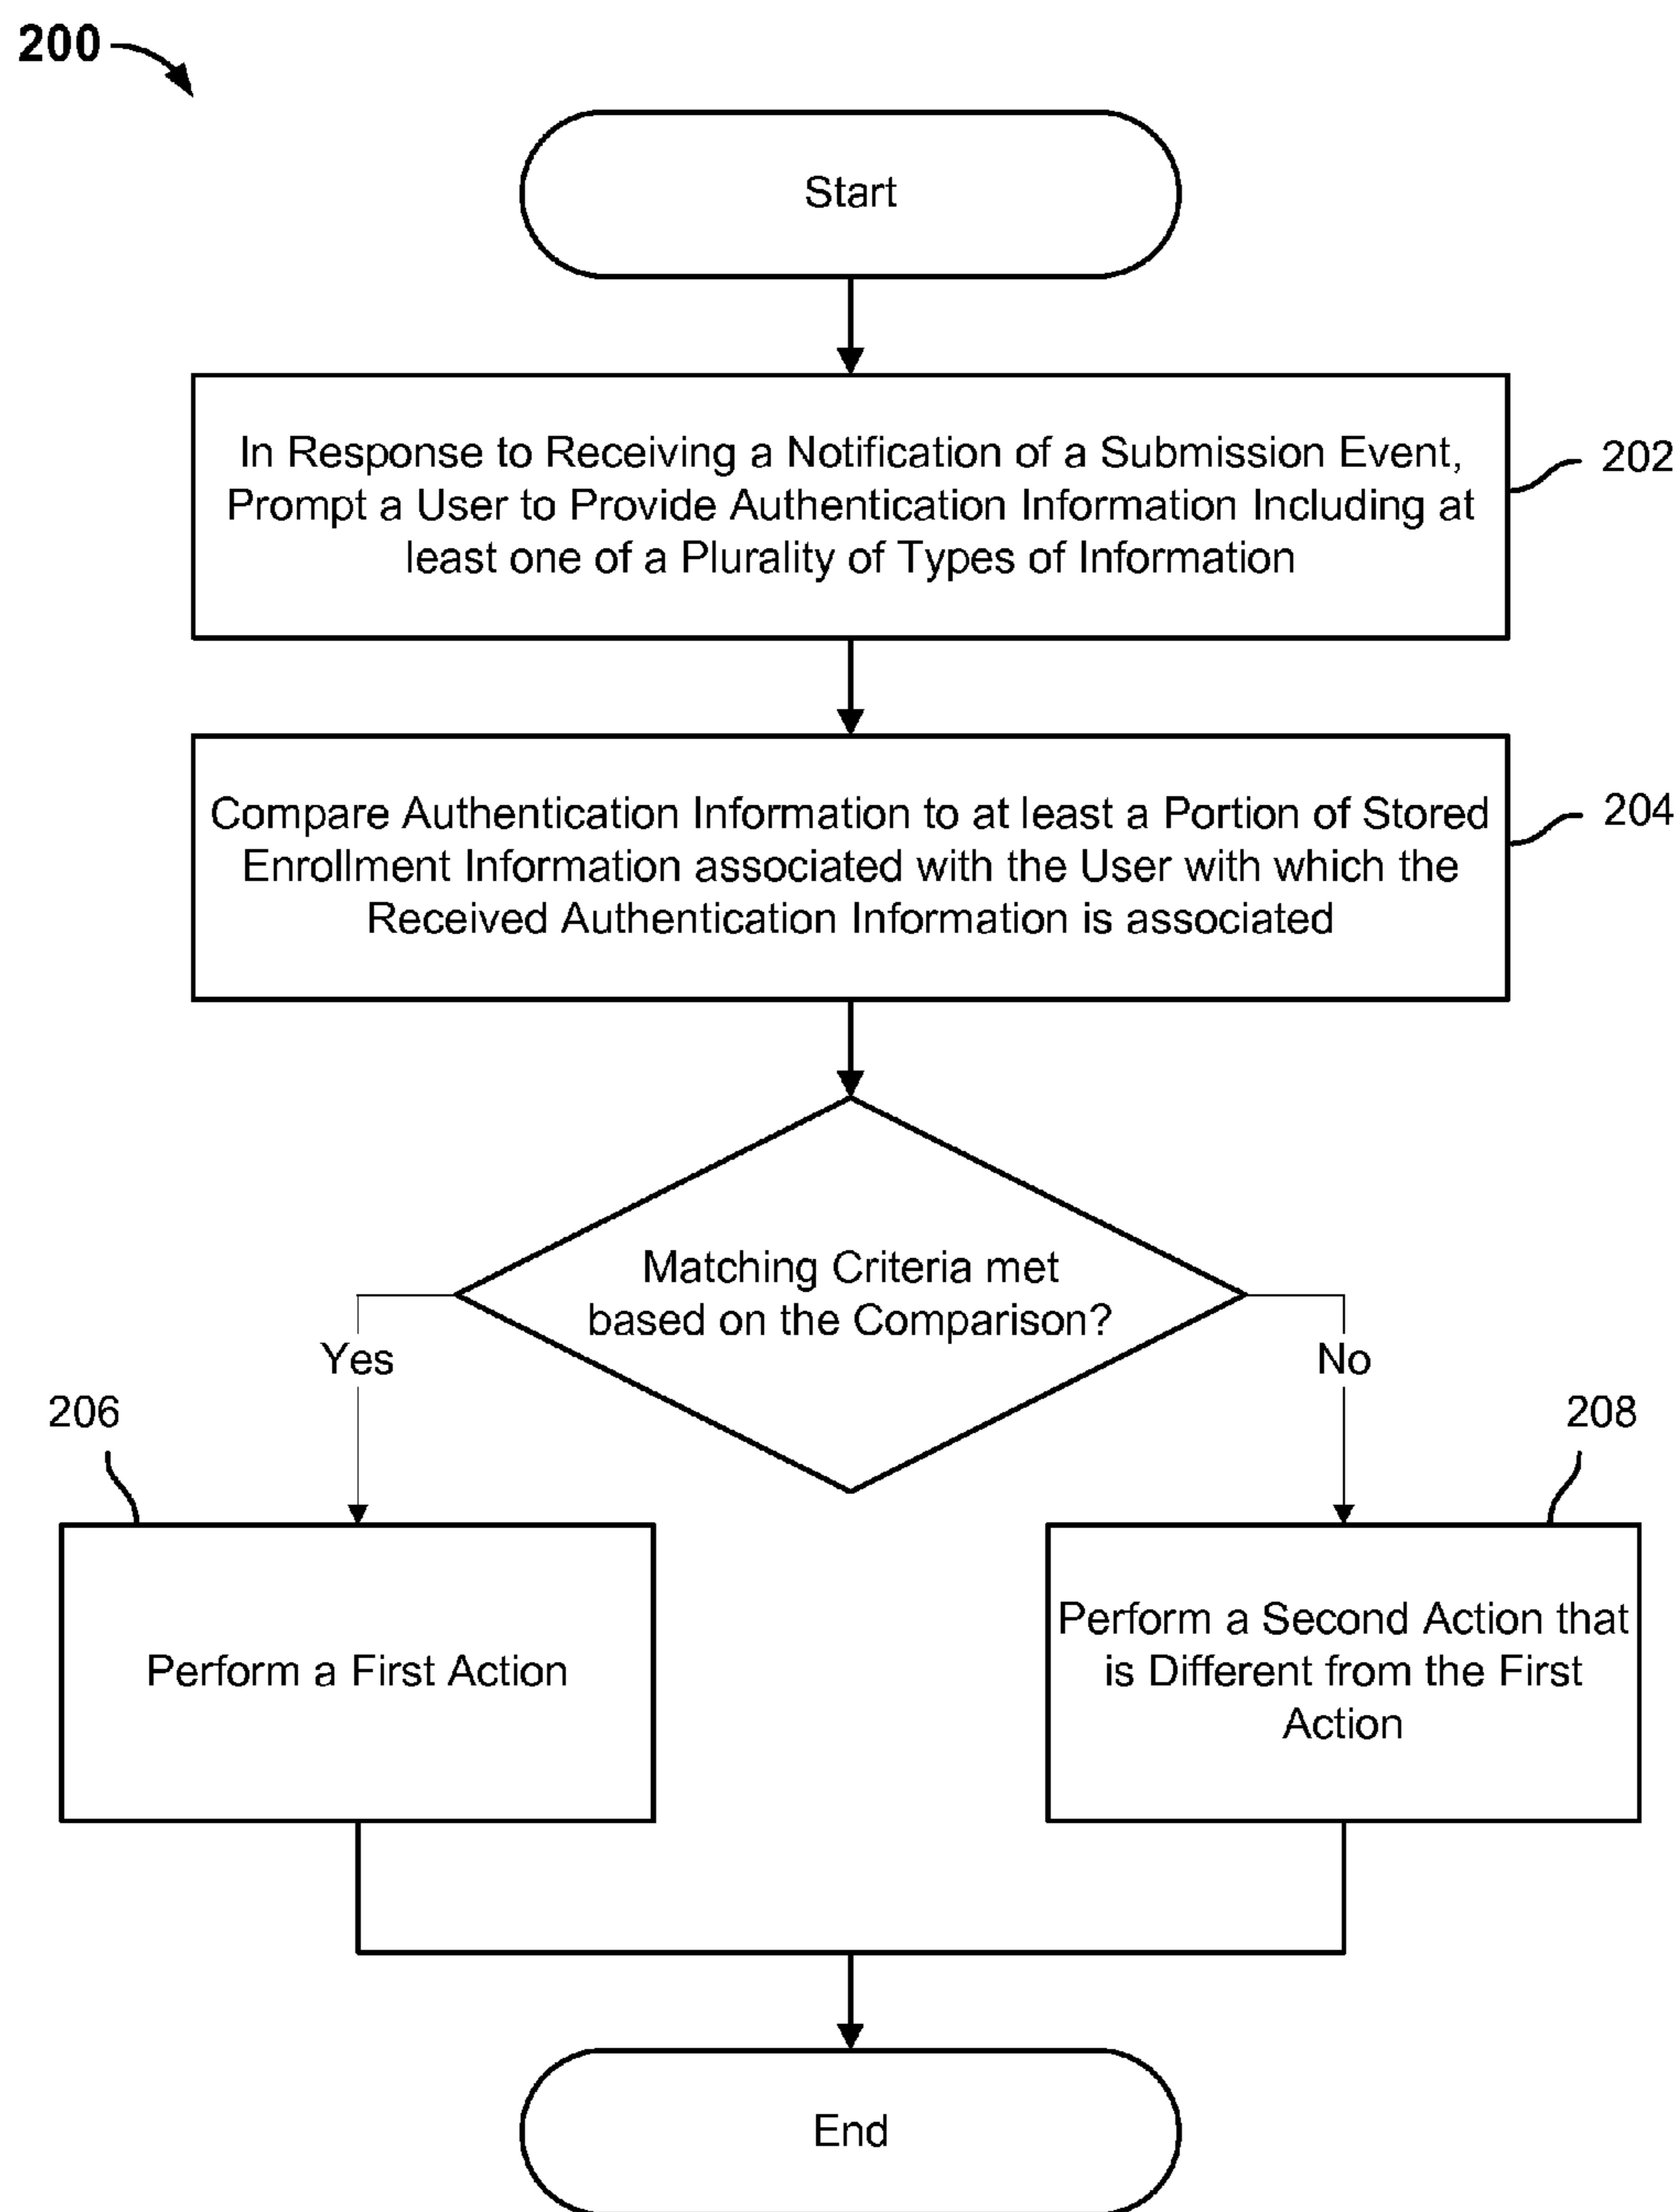 200
Start
In Response to Receiving a Notification of a Submission Event,
Prompt a User to Provide Authentication Information Including at
least one of a Plurality of Types of Information
202
Compare Authentication Information to at least a Portion of Stored
Enrollment Information associated with the User with which the
Received Authentication Information is associated
204
Matching Criteria met
based on the Comparison?
Yes
No
206
208
Perform a First Action
Perform a Second Action that
is Different from the First
Action
End